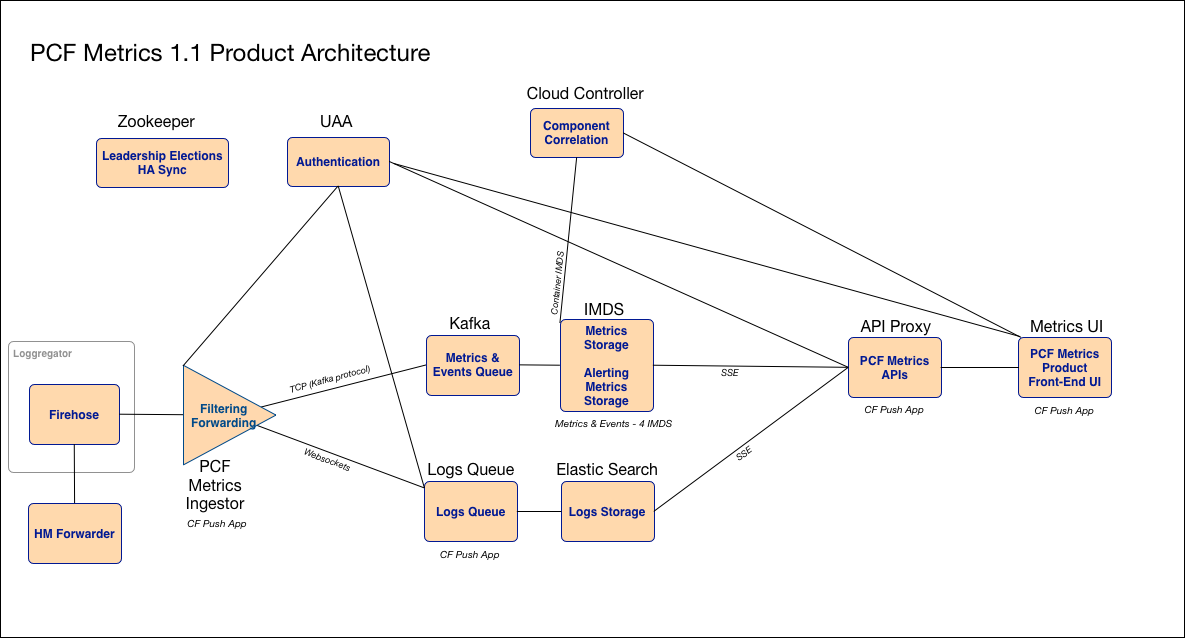 PCF Metrics 1.1 Product Architecture
Cloud Controller
Component
Correlation
Zookeeper
Leadership Elections
HA Sync
UAA
Authentication
Container IMDS
Loggregator
Firehose
HM Forwarder
Filtering
Forwarding
PCF
Metrics
Ingestor
CF Push App
TCP (Kafka protocol)
Websockets
Kafka
Metrics &
Events Queue
IMDS
Metrics
Storage
Alerting
Metrics
Storage
Metrics & Events - 4 IMDS
SSE
Logs Queue
Logs Queue
CF Push App
Elastic Search
Logs Storage
SSE
API Proxy
PCF Metrics
APIs
CF Push App
Metrics UI
PCF Metrics
Product
Front-End UI
CF Push App